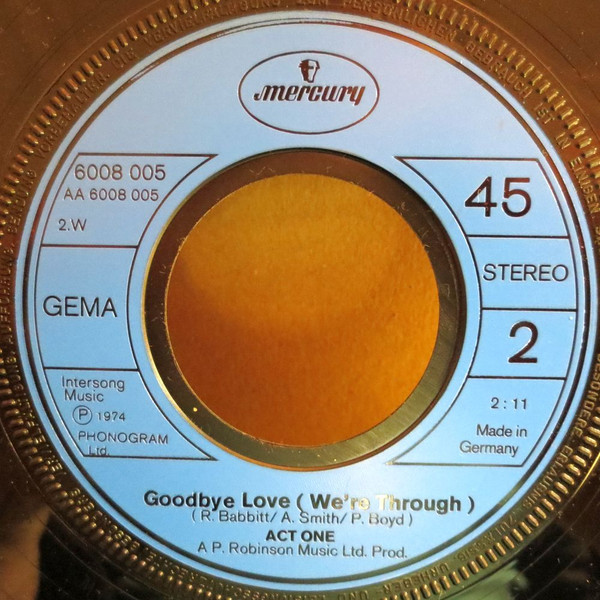 mercury
6008 005
AA 6008 005
2.W
GEMA
Intersong
Music
Ⓟ 1974
PHONOGRAM
Ltd.
45
STEREO
2
2:11
Made in
Germany
Goodbye Love ( We're Through )
( R. Babbitt/ A. Smith/ P. Boyd )
ACT ONE
A P. Robinson Music Ltd. Prod.